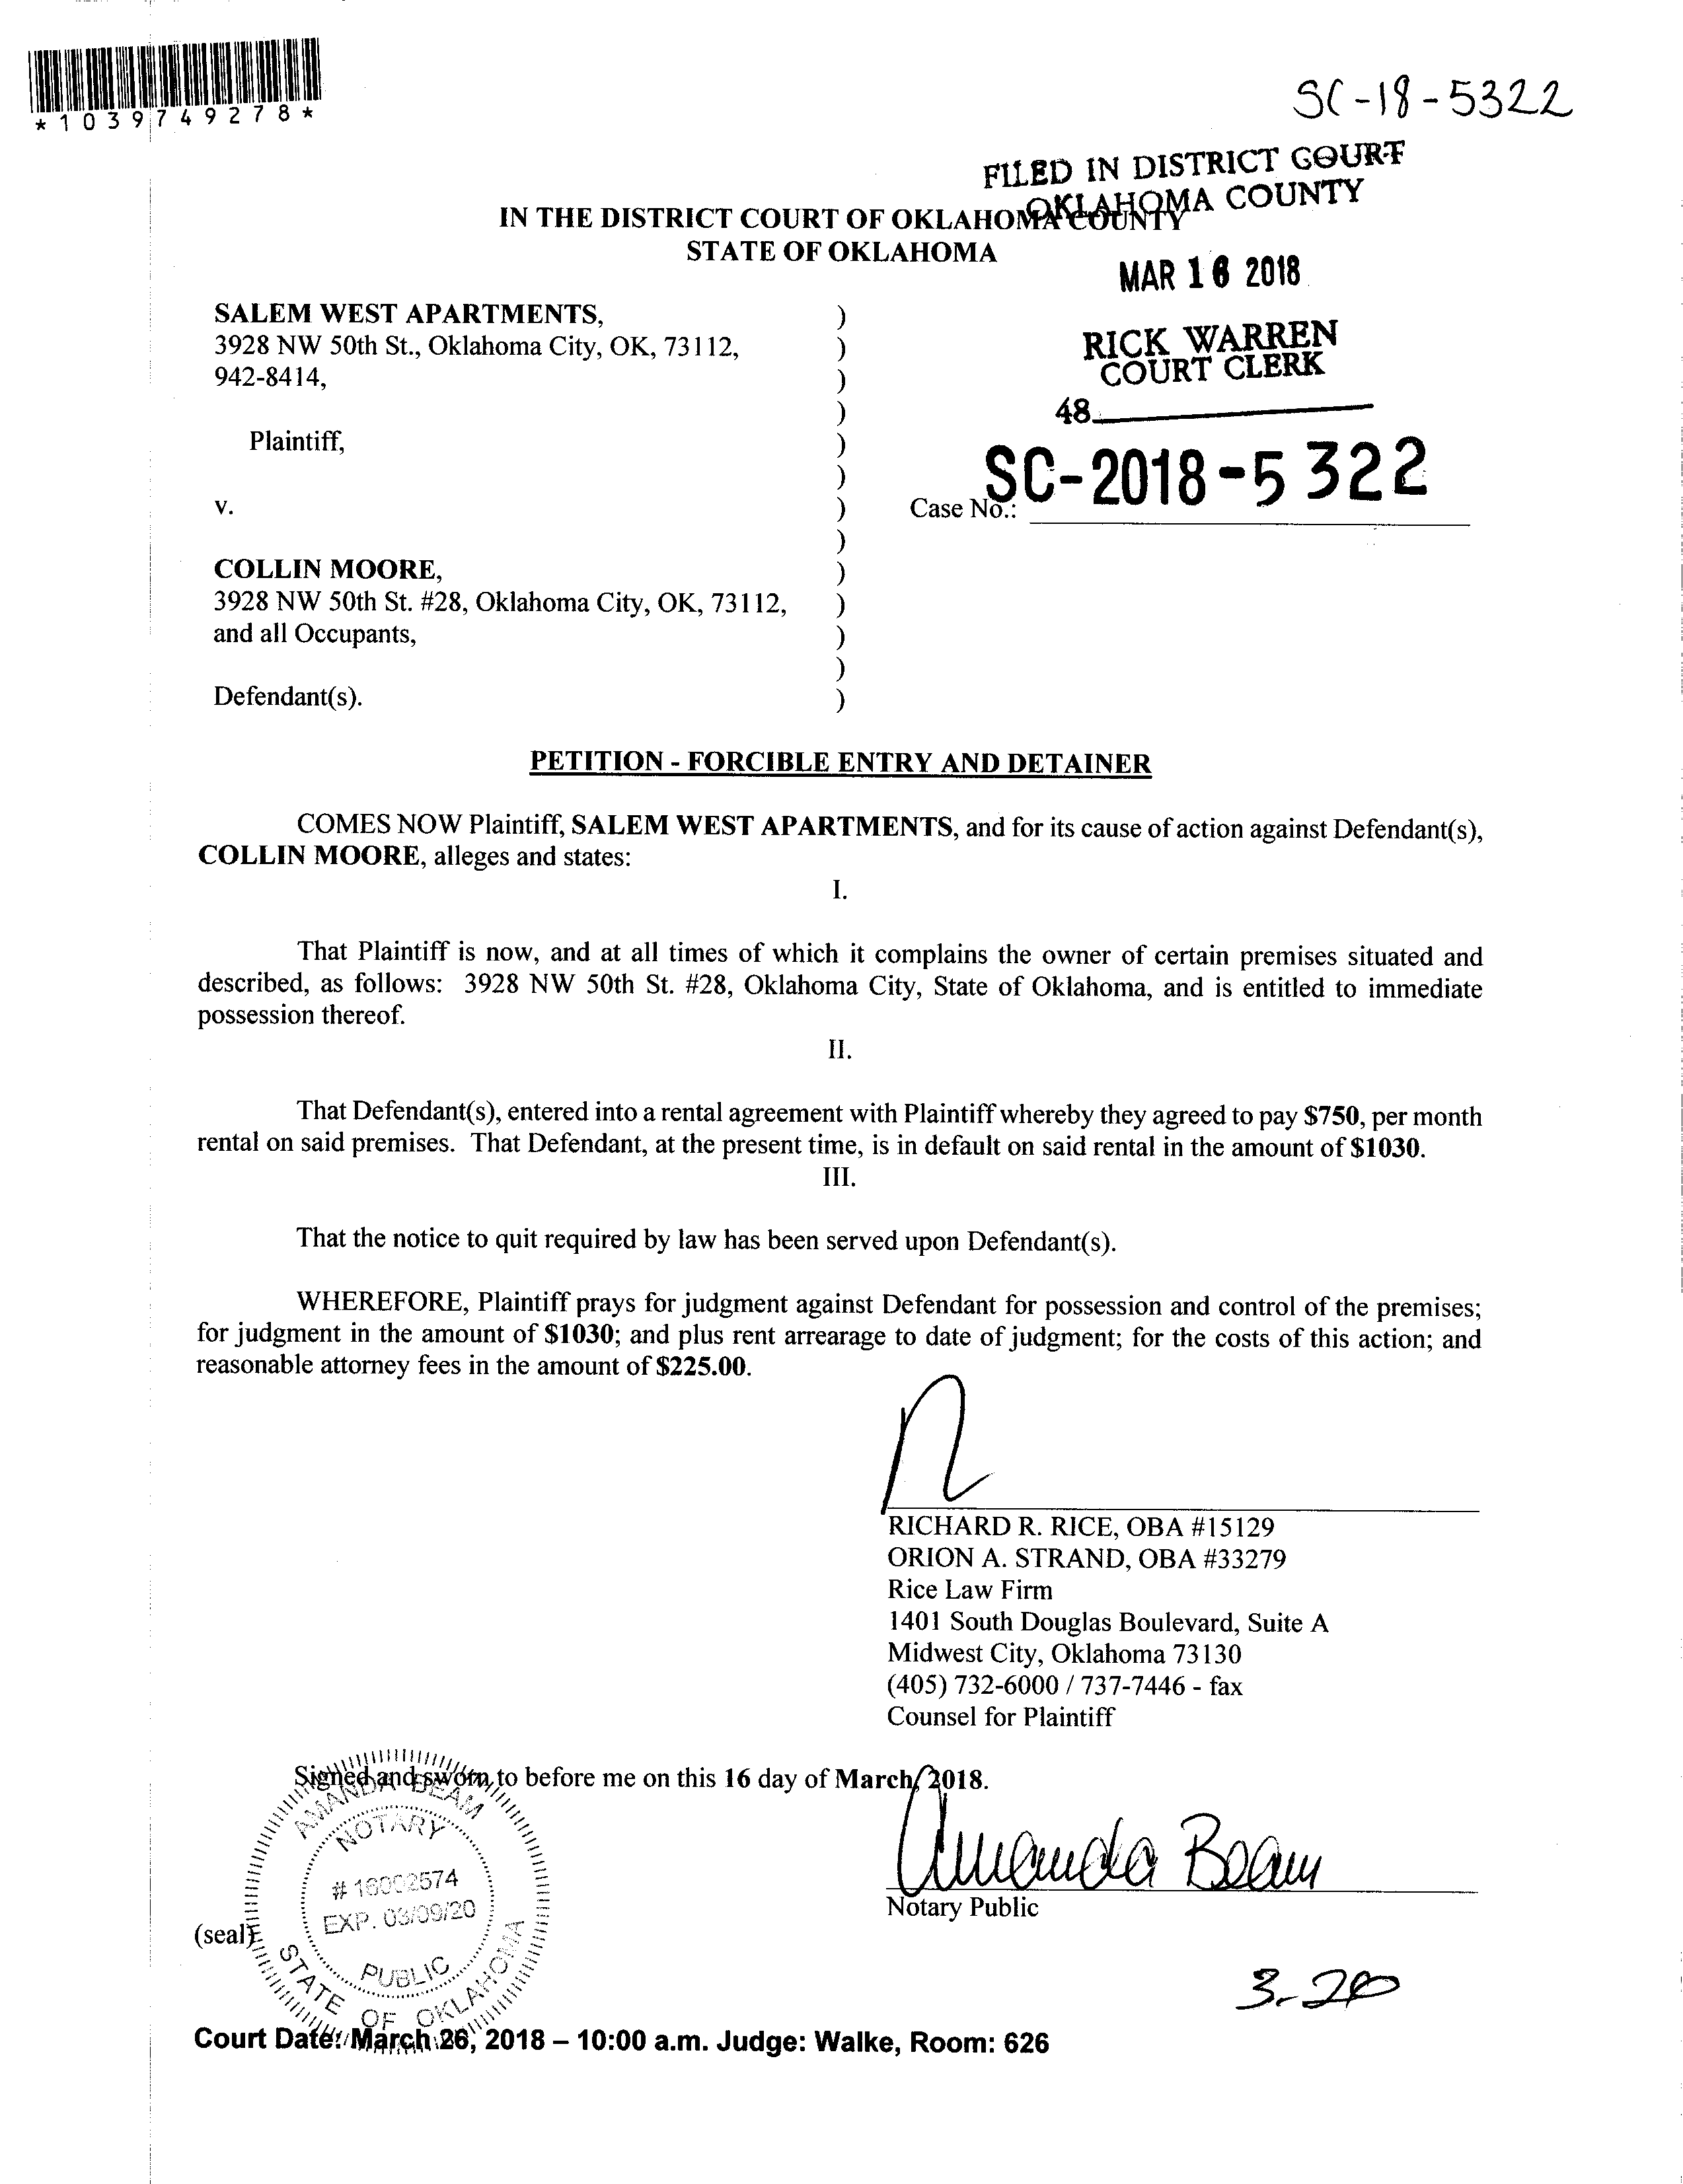 *1039749278*
SC-18-5322
FILED IN DISTRICT COURT
OKLAHOMA COUNTY
IN THE DISTRICT COURT OF OKLAHOMA COUNTY
STATE OF OKLAHOMA
MAR 16 2018
RICK WARREN
COURT CLERK
48
SALEM WEST APARTMENTS, )
3928 NW 50th St., Oklahoma City, OK, 73112, )
942-8414, )
)
Plaintiff, )
)
v. ) Case No.: SC-2018-5322
)
COLLIN MOORE, )
3928 NW 50th St. #28, Oklahoma City, OK, 73112, )
and all Occupants, )
)
Defendant(s). )
PETITION - FORCIBLE ENTRY AND DETAINER
COMES NOW Plaintiff, SALEM WEST APARTMENTS, and for its cause of action against Defendant(s),
COLLIN MOORE, alleges and states:
I.
That Plaintiff is now, and at all times of which it complains the owner of certain premises situated and
described, as follows: 3928 NW 50th St. #28, Oklahoma City, State of Oklahoma, and is entitled to immediate
possession thereof.
II.
That Defendant(s), entered into a rental agreement with Plaintiff whereby they agreed to pay $750, per month
rental on said premises. That Defendant, at the present time, is in default on said rental in the amount of $1030.
III.
That the notice to quit required by law has been served upon Defendant(s).
WHEREFORE, Plaintiff prays for judgment against Defendant for possession and control of the premises;
for judgment in the amount of $1030; and plus rent arrearage to date of judgment; for the costs of this action; and
reasonable attorney fees in the amount of $225.00.
RICHARD R. RICE, OBA #15129
ORION A. STRAND, OBA #33279
Rice Law Firm
1401 South Douglas Boulevard, Suite A
Midwest City, Oklahoma 73130
(405) 732-6000 / 737-7446 - fax
Counsel for Plaintiff
Signed and sworn to before me on this 16 day of March, 2018.
AMANDA BEAM
NOTARY
# 16002574
EXP. 03/09/20
PUBLIC
STATE OF OKLAHOMA
Amanda Beam
Notary Public
(seal)
3-20
Court Date: March 26, 2018 – 10:00 a.m. Judge: Walke, Room: 626